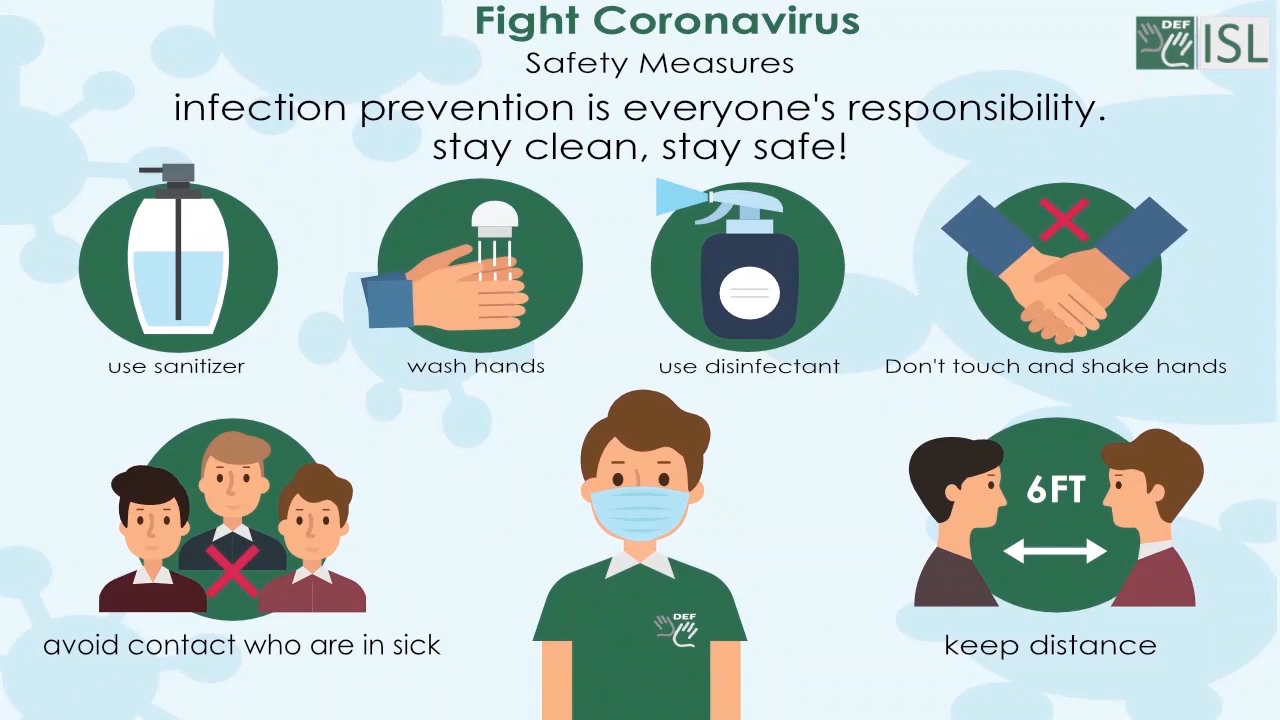 Fight Coronavirus
DEF
ISL
Safety Measures
infection prevention is everyone's responsibility.
stay clean, stay safe!
use sanitizer
wash hands
use disinfectant
Don't touch and shake hands
6FT
DEF
avoid contact who are in sick
keep distance